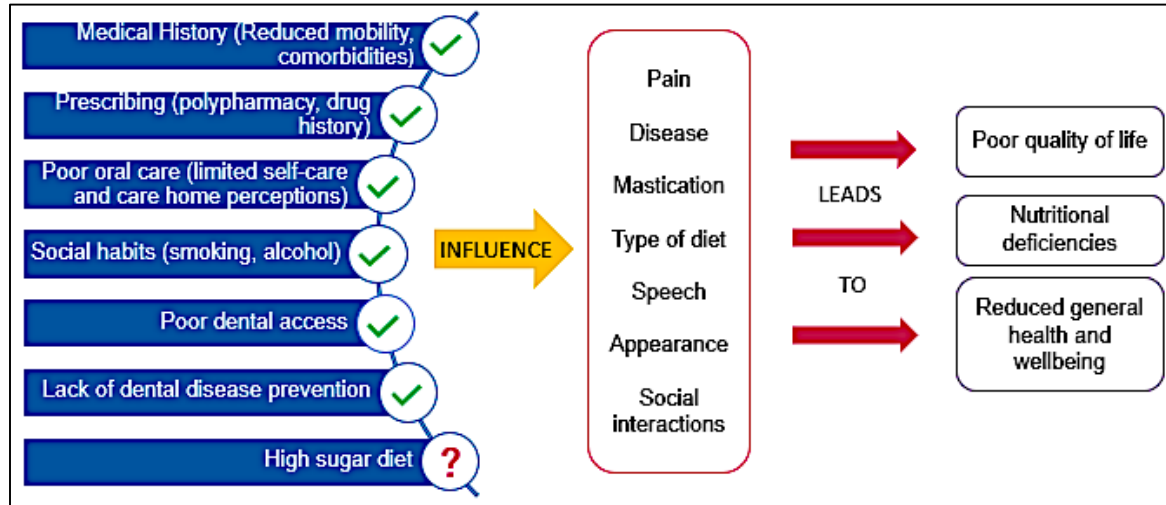 Medical History (Reduced mobility,
comorbidities)
Prescribing (polypharmacy, drug
history)
Poor oral care (limited self-care
and care home perceptions)
Social habits (smoking, alcohol)
Poor dental access
Lack of dental disease prevention
High sugar diet
?
INFLUENCE
Pain
Disease
Mastication
Type of diet
Speech
Appearance
Social
interactions
LEADS
TO
Poor quality of life
Nutritional
deficiencies
Reduced general
health and
wellbeing